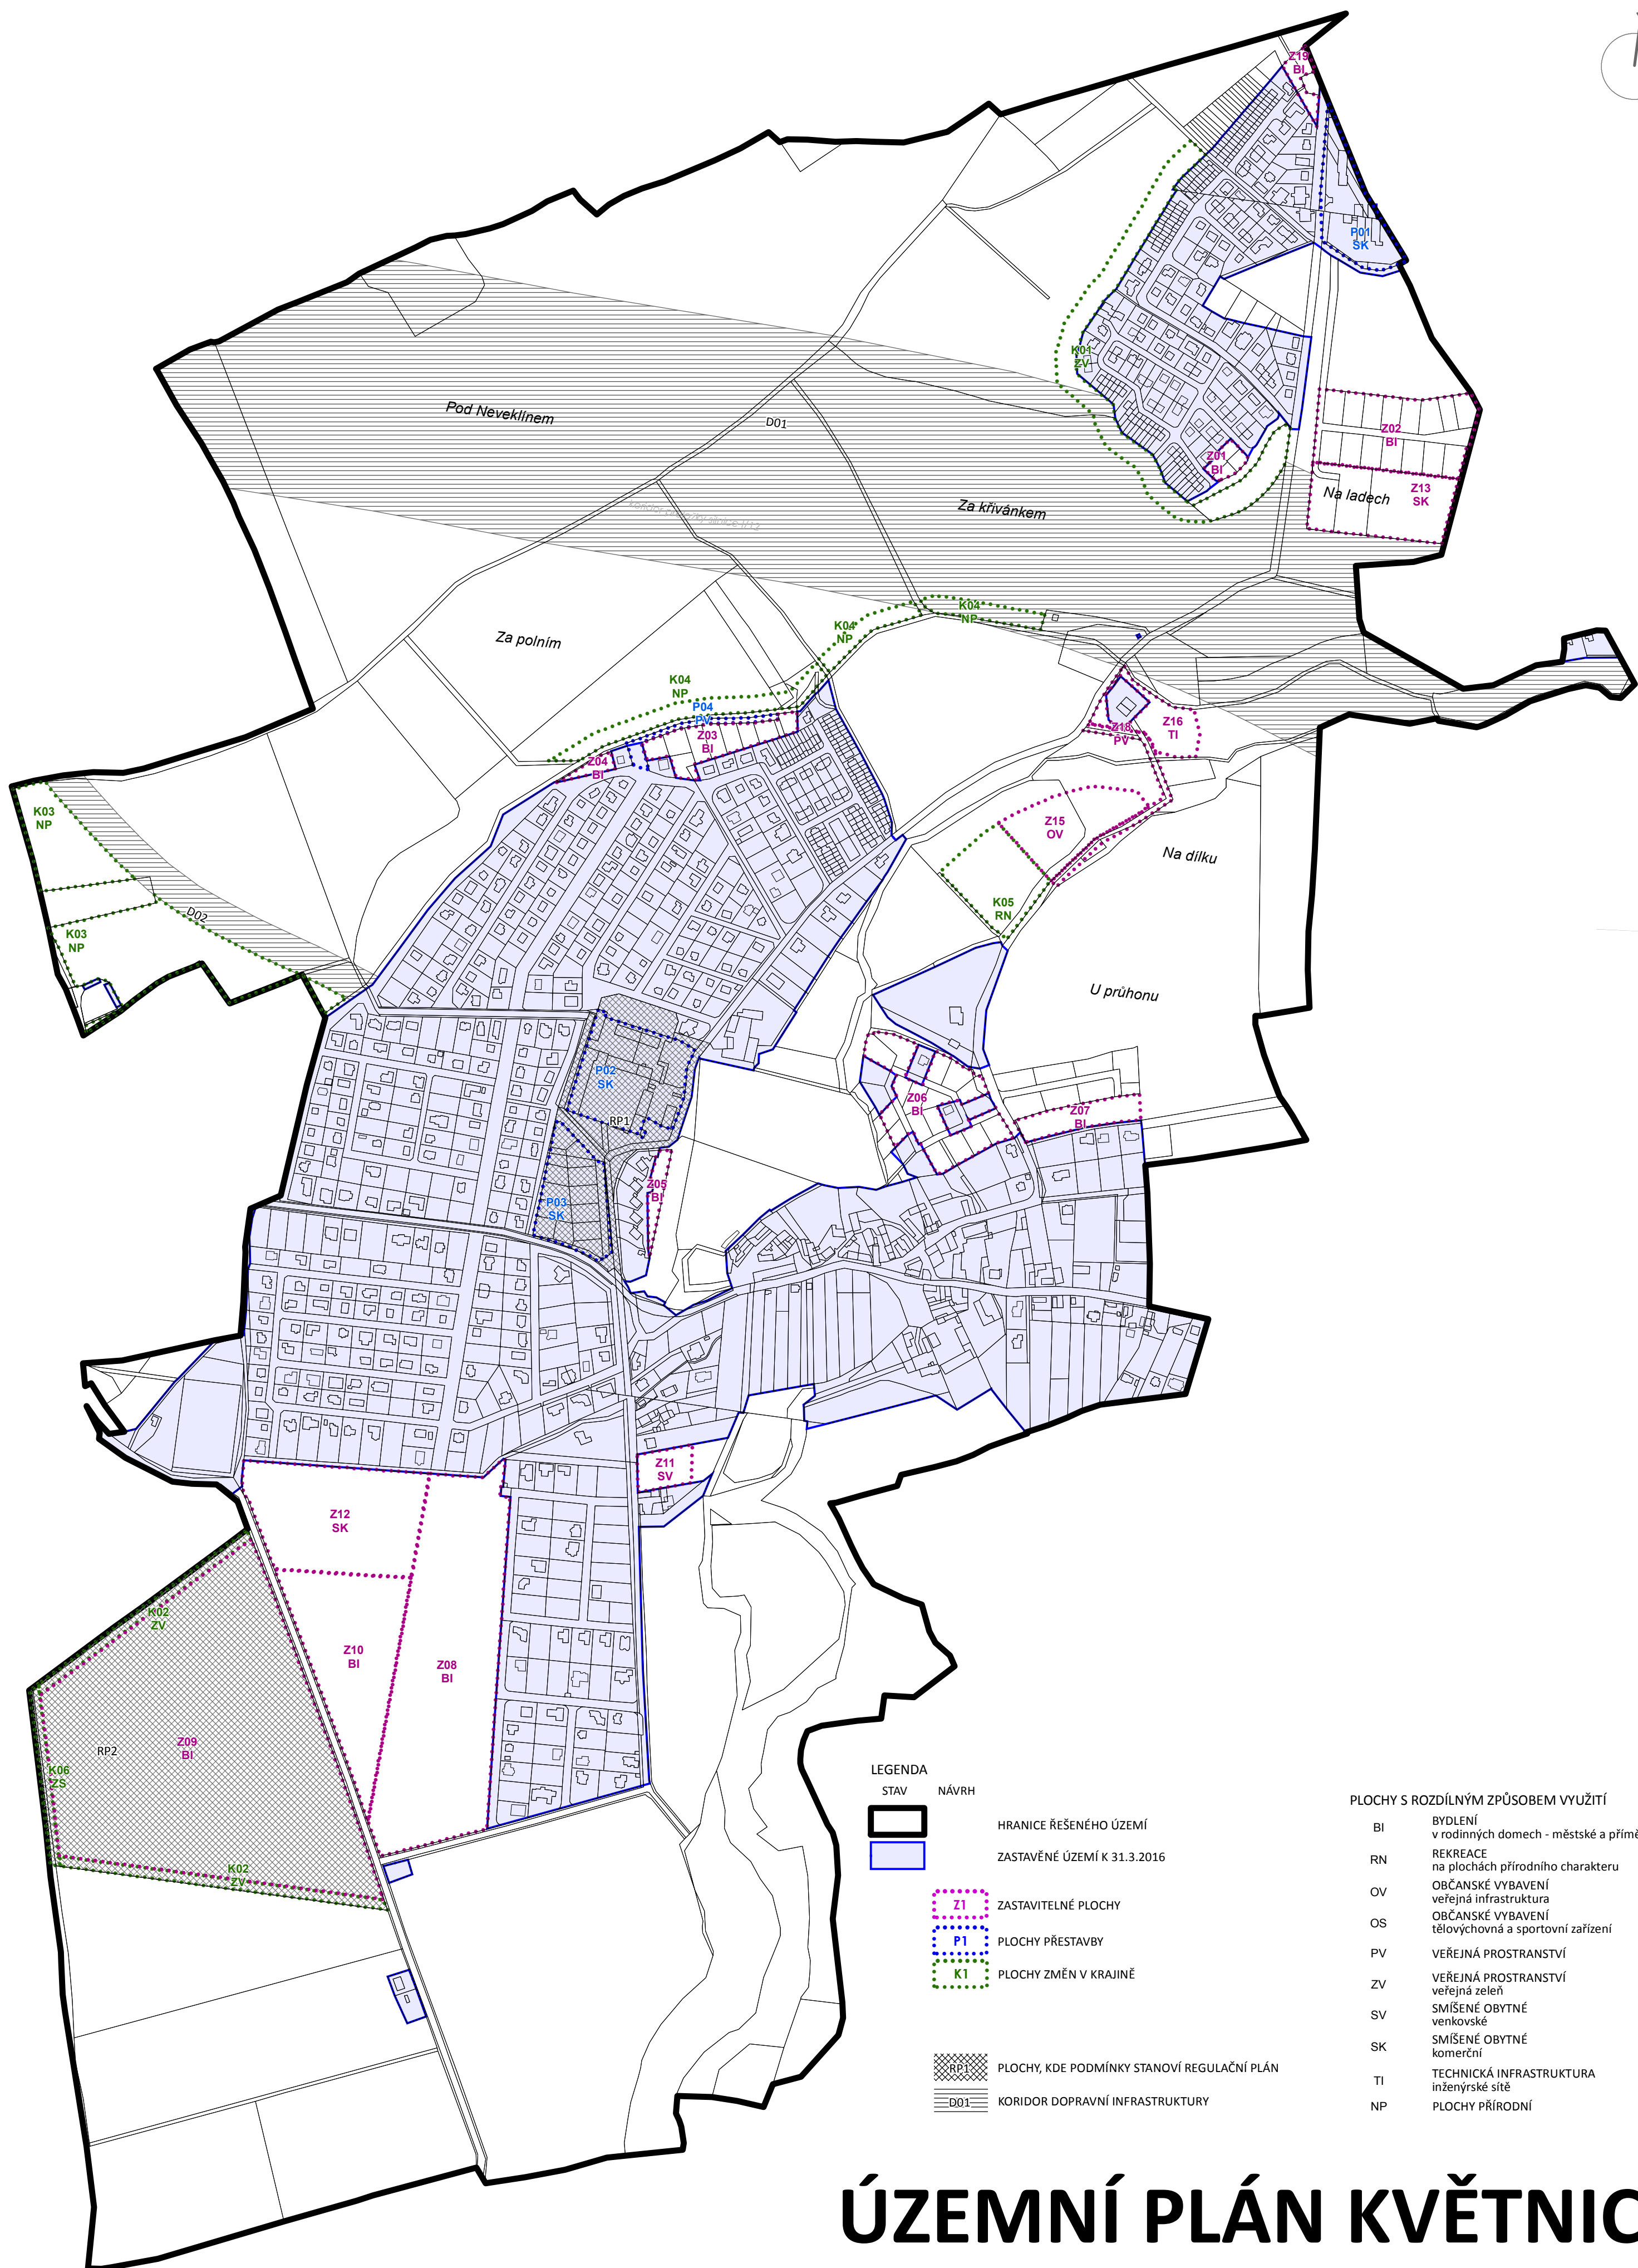 Z19
BI
P01
SK
K01
ZV
Pod Neveklínem
D01
Z02
BI
Z01
BI
Z13
SK
Na ladech
Za křivánkem
K04
NP
K04
NP
Za polním
K04
NP
P04
PV
Z03
BI
Z04
BI
Z16
TI
Z18
PV
K03
NP
Z15
OV
Na dílku
K05
RN
D02
K03
NP
U průhonu
P02
SK
RP1
Z06
BI
Z07
BI
Z05
BI
P03
SK
Z11
SV
Z12
SK
K02
ZV
Z10
BI
Z08
BI
Z09
BI
RP2
K06
ZS
K02
ZV
LEGENDA
STAV NÁVRH
HRANICE ŘEŠENÉHO ÚZEMÍ
ZASTAVĚNÉ ÚZEMÍ K 31.3.2016
Z1 ZASTAVITELNÉ PLOCHY
P1 PLOCHY PŘESTAVBY
K1 PLOCHY ZMĚN V KRAJINĚ
RP1 PLOCHY, KDE PODMÍNKY STANOVÍ REGULAČNÍ PLÁN
D01 KORIDOR DOPRAVNÍ INFRASTRUKTURY
PLOCHY S ROZDÍLNÝM ZPŮSOBEM VYUŽITÍ
BI BYDLENÍ
v rodinných domech - městské a přímě
RN REKREACE
na plochách přírodního charakteru
OV OBČANSKÉ VYBAVENÍ
veřejná infrastruktura
OS OBČANSKÉ VYBAVENÍ
tělovýchovná a sportovní zařízení
PV VEŘEJNÁ PROSTRANSTVÍ
ZV VEŘEJNÁ PROSTRANSTVÍ
veřejná zeleň
SV SMÍŠENÉ OBYTNÉ
venkovské
SK SMÍŠENÉ OBYTNÉ
komerční
TI TECHNICKÁ INFRASTRUKTURA
inženýrské sítě
NP PLOCHY PŘÍRODNÍ
ÚZEMNÍ PLÁN KVĚTNIC